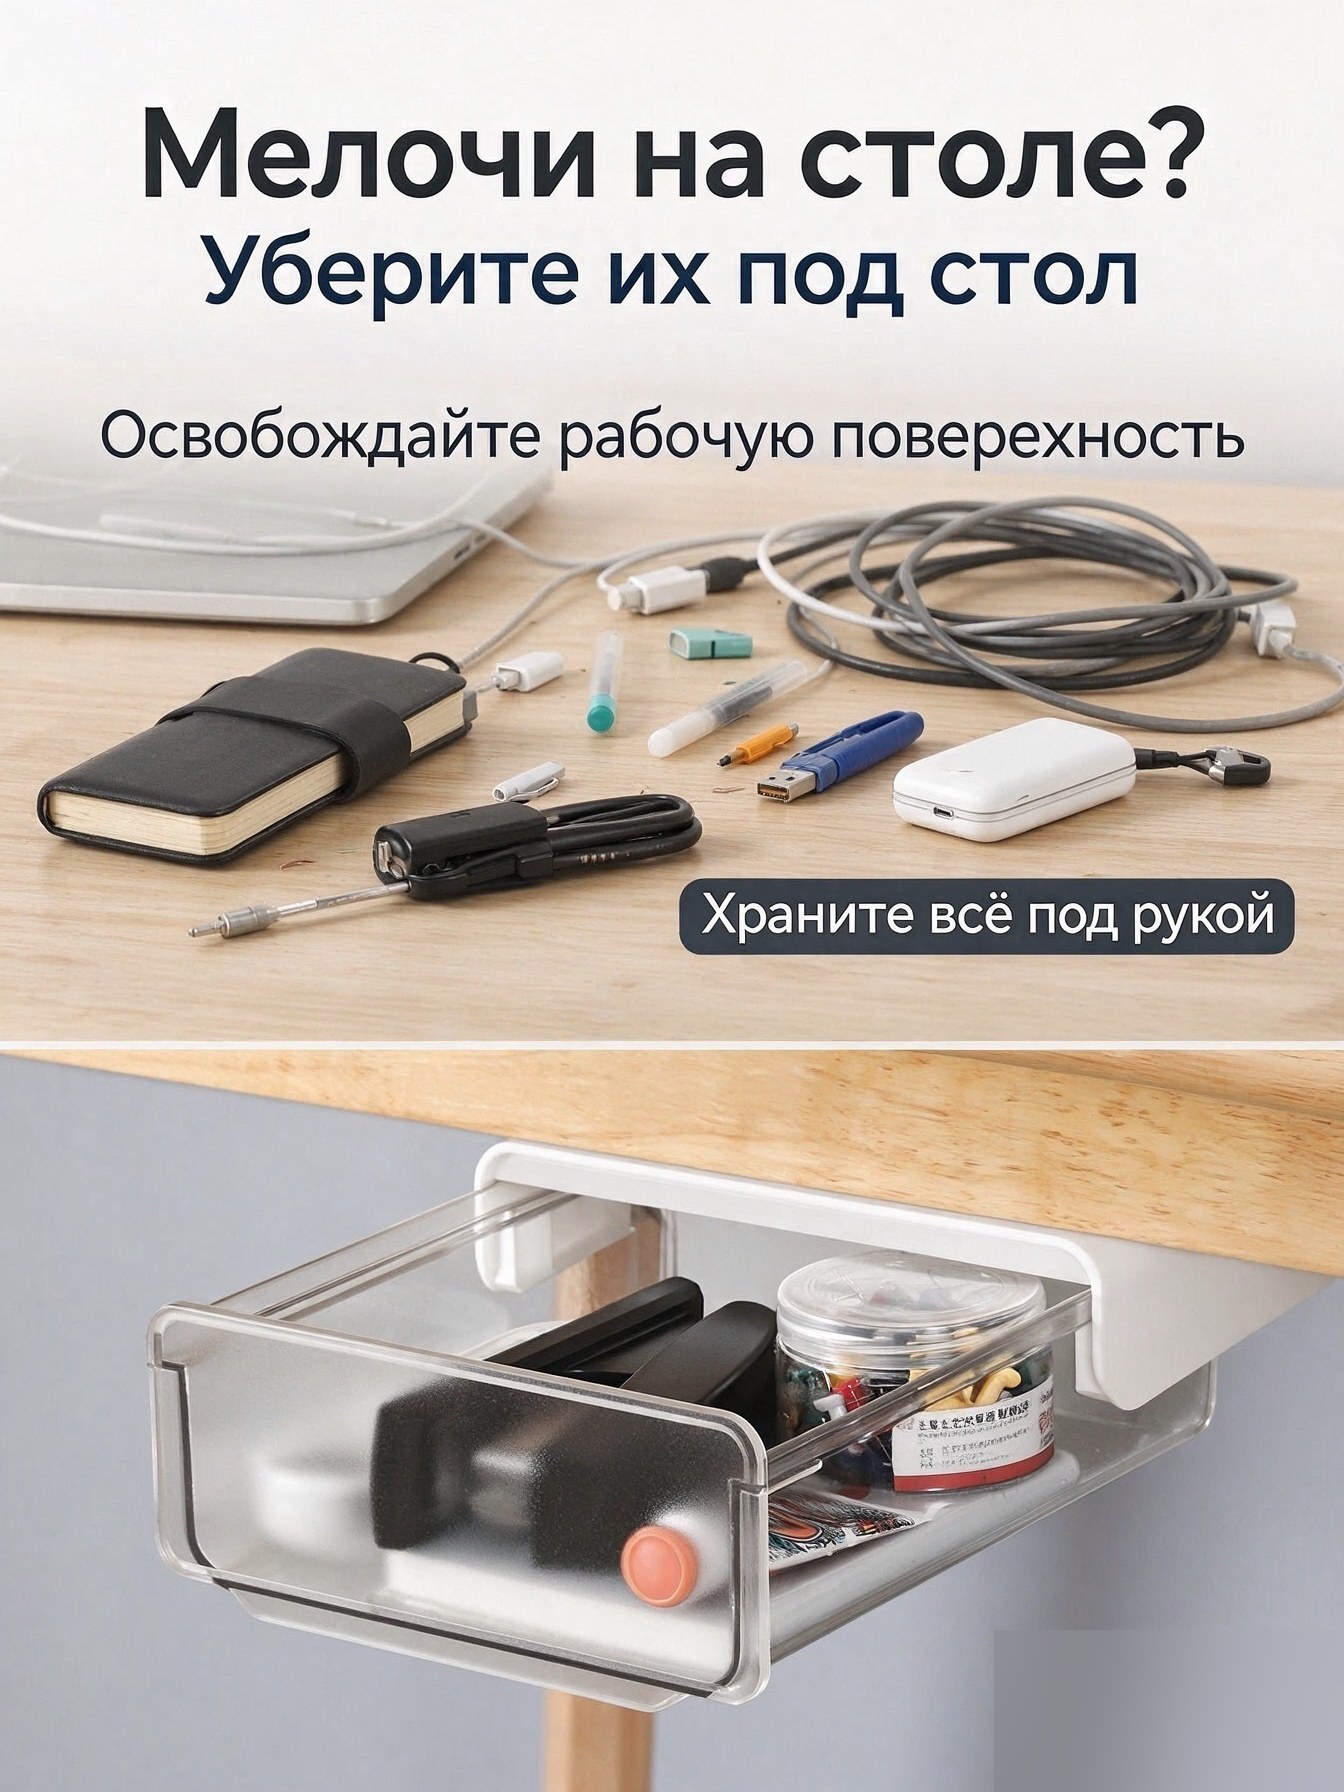 Мелочи на столе?
Уберите их под стол
Освобождайте рабочую поверехность
Храните всё под рукой